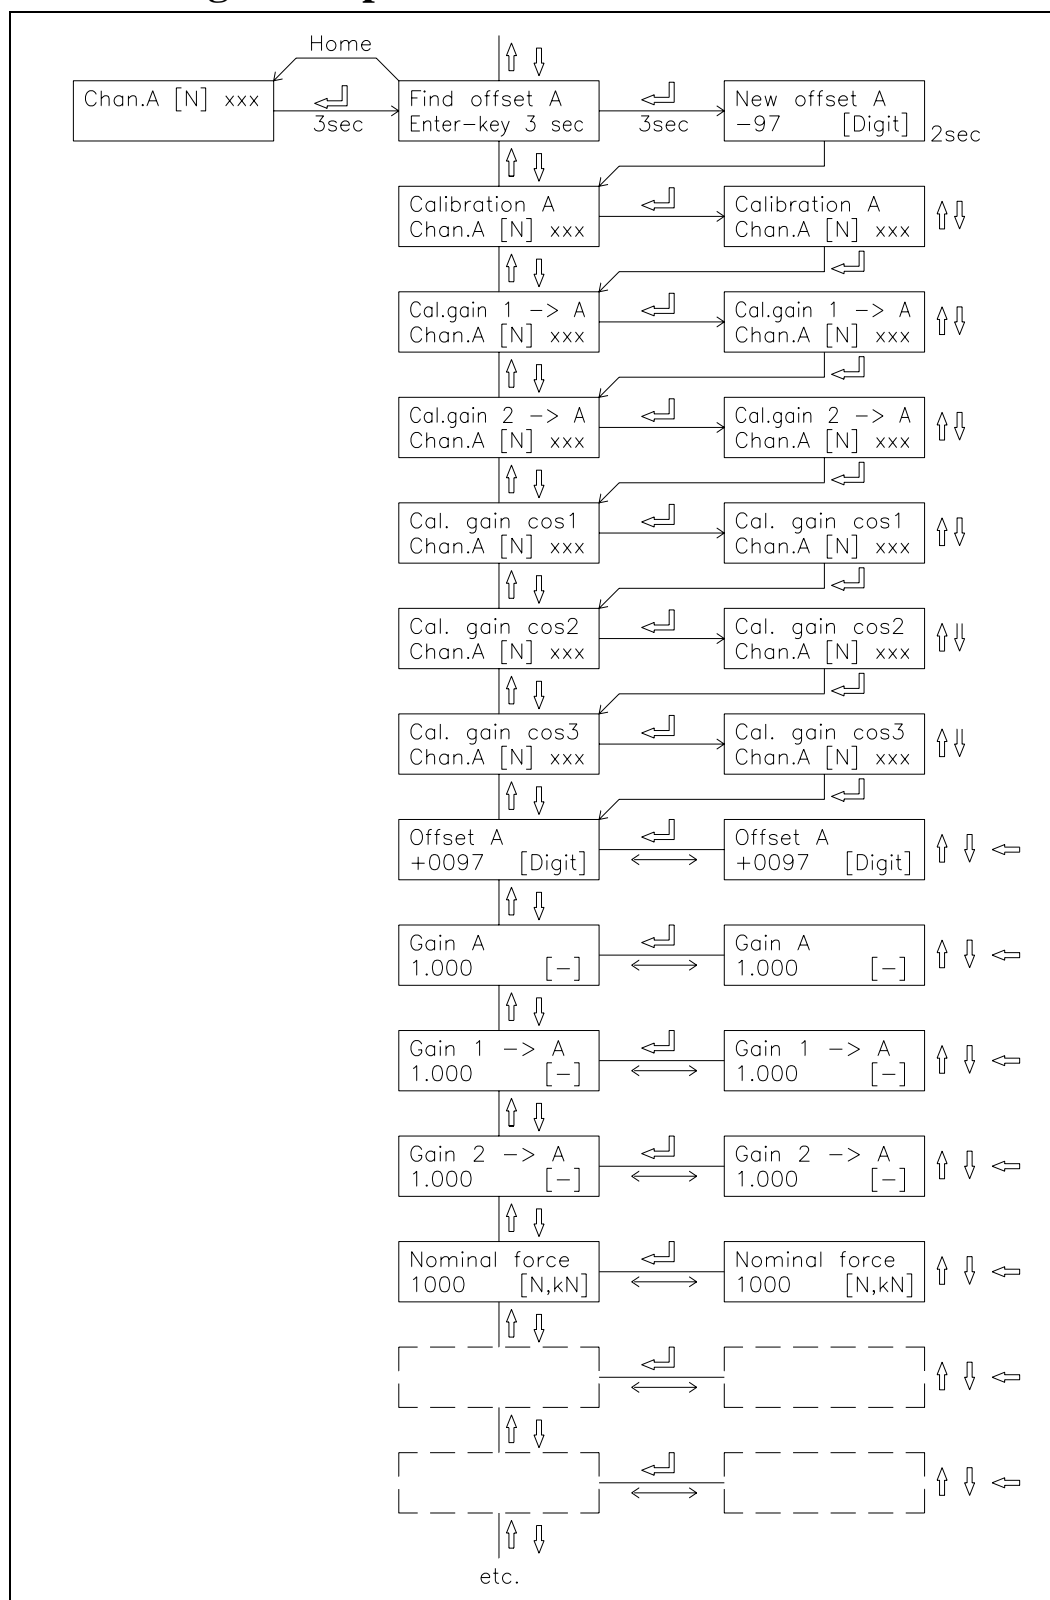 Home
Chan.A [N] xxx
3sec
Find offset A
Enter-key 3 sec
3sec
New offset A
-97 [Digit]
2sec
Calibration A
Chan.A [N] xxx
Calibration A
Chan.A [N] xxx
Cal.gain 1 -> A
Chan.A [N] xxx
Cal.gain 1 -> A
Chan.A [N] xxx
Cal.gain 2 -> A
Chan.A [N] xxx
Cal.gain 2 -> A
Chan.A [N] xxx
Cal. gain cos1
Chan.A [N] xxx
Cal. gain cos1
Chan.A [N] xxx
Cal. gain cos2
Chan.A [N] xxx
Cal. gain cos2
Chan.A [N] xxx
Cal. gain cos3
Chan.A [N] xxx
Cal. gain cos3
Chan.A [N] xxx
Offset A
+0097 [Digit]
Offset A
+0097 [Digit]
Gain A
1.000 [-]
Gain A
1.000 [-]
Gain 1 -> A
1.000 [-]
Gain 1 -> A
1.000 [-]
Gain 2 -> A
1.000 [-]
Gain 2 -> A
1.000 [-]
Nominal force
1000 [N,kN]
Nominal force
1000 [N,kN]
etc.